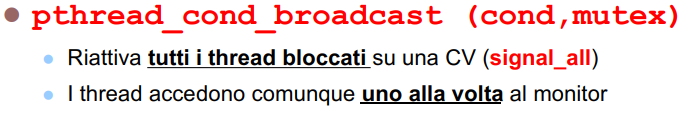 pthread_cond_broadcast (cond,mutex)
Riattiva tutti i thread bloccati su una CV (signal_all)
I thread accedono comunque uno alla volta al monitor